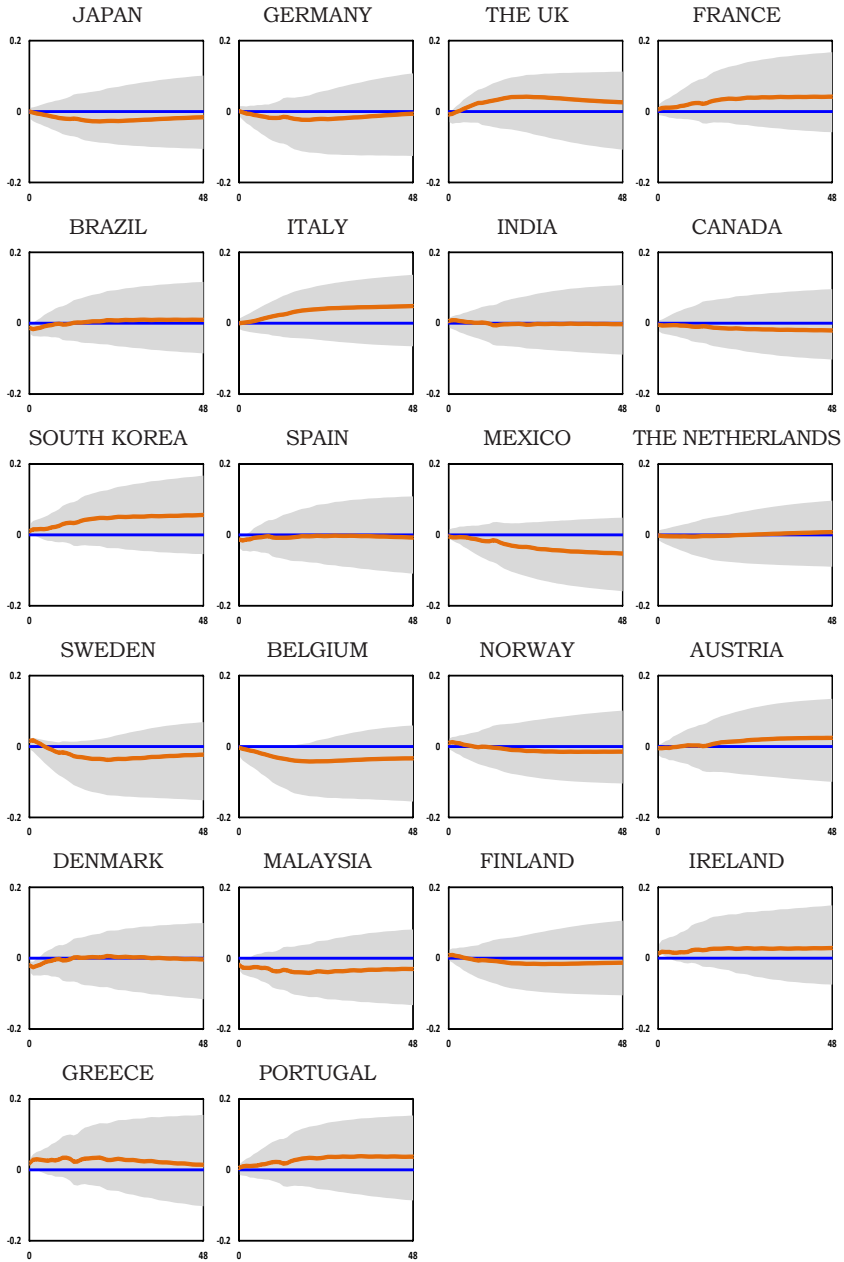 JAPAN GERMANY THE UK FRANCE
0.2 0.2 0.2 0.2
0 0 0 0
-0.2 -0.2 -0.2 -0.2
0 48 0 48 0 48 0 48
BRAZIL ITALY INDIA CANADA
0.2 0.2 0.2 0.2
0 0 0 0
-0.2 -0.2 -0.2 -0.2
0 48 0 48 0 48 0 48
SOUTH KOREA SPAIN MEXICO THE NETHERLANDS
0.2 0.2 0.2 0.2
0 0 0 0
-0.2 -0.2 -0.2 -0.2
0 48 0 48 0 48 0 48
SWEDEN BELGIUM NORWAY AUSTRIA
0.2 0.2 0.2 0.2
0 0 0 0
-0.2 -0.2 -0.2 -0.2
0 48 0 48 0 48 0 48
DENMARK MALAYSIA FINLAND IRELAND
0.2 0.2 0.2 0.2
0 0 0 0
-0.2 -0.2 -0.2 -0.2
0 48 0 48 0 48 0 48
GREECE PORTUGAL
0.2 0.2
0 0
-0.2 -0.2
0 48 0 48